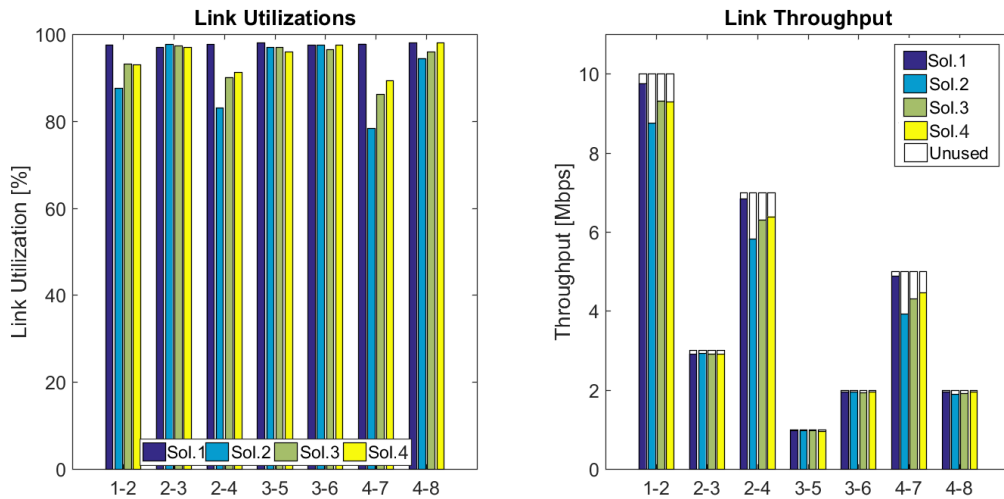 Link Utilizations
Link Utilization [%]
100
80
60
40
20
0
Sol.1 Sol.2 Sol.3 Sol.4
1-2 2-3 2-4 3-5 3-6 4-7 4-8
Link Throughput
Throughput [Mbps]
10
8
6
4
2
0
Sol.1
Sol.2
Sol.3
Sol.4
Unused
1-2 2-3 2-4 3-5 3-6 4-7 4-8